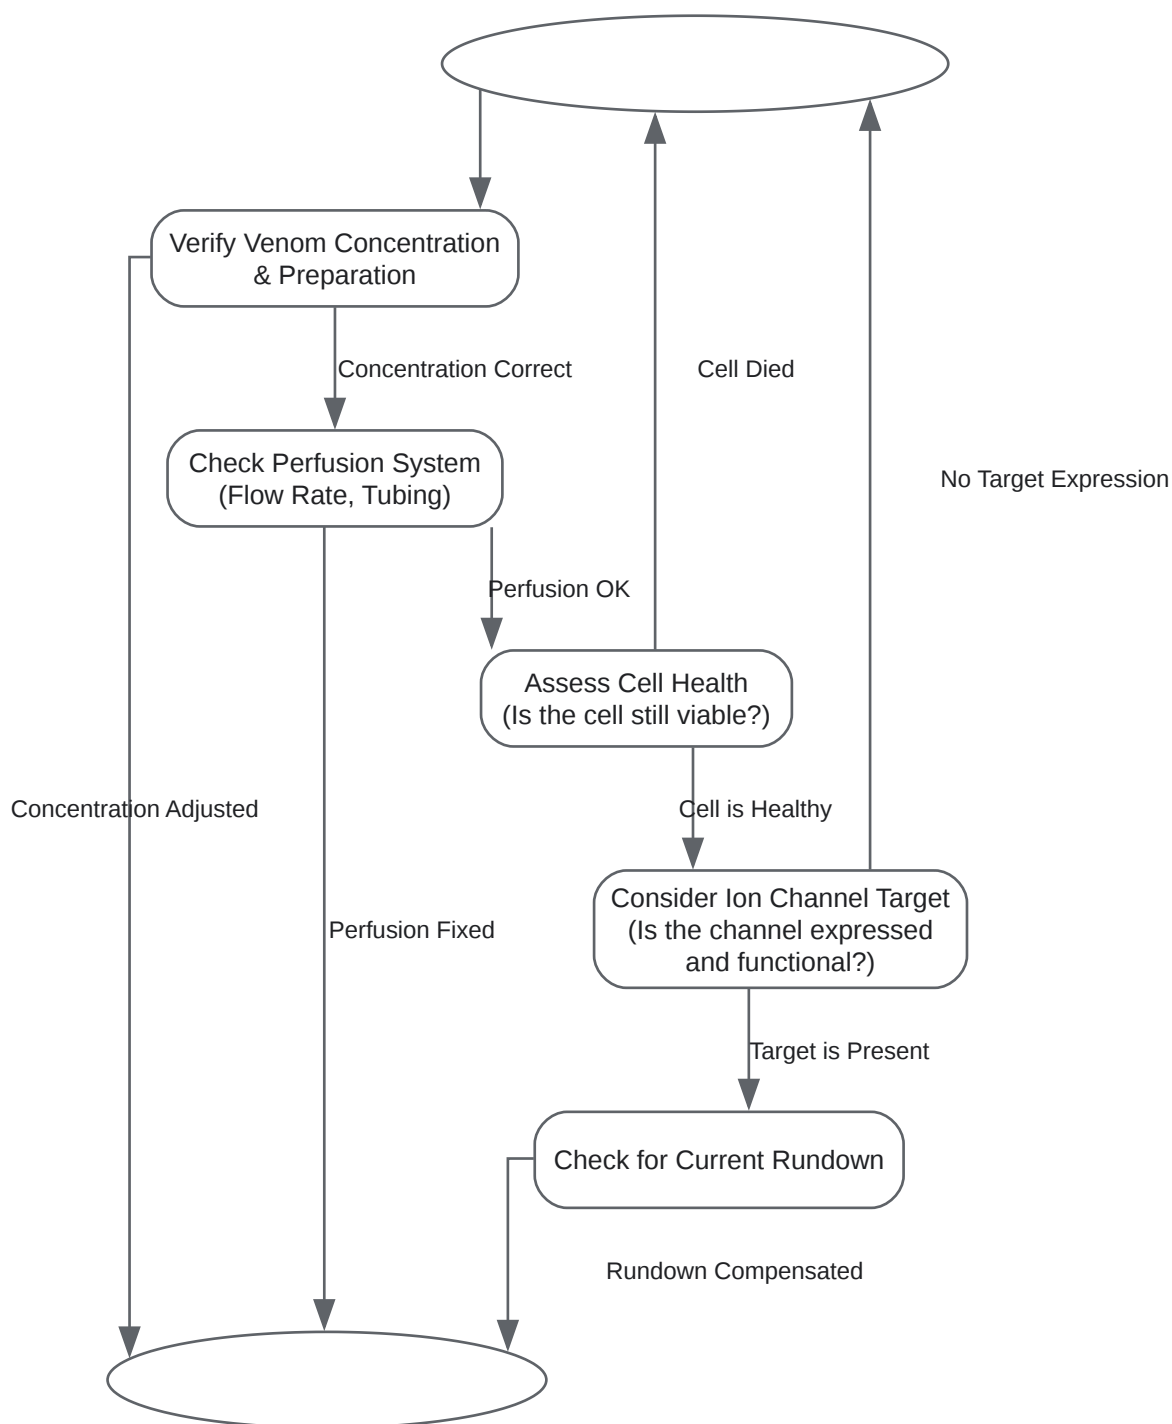 Verify Venom Concentration
& Preparation
Concentration Correct
Cell Died
Check Perfusion System
(Flow Rate, Tubing)
No Target Expression
Perfusion OK
Assess Cell Health
(Is the cell still viable?)
Concentration Adjusted
Cell is Healthy
Consider Ion Channel Target
(Is the channel expressed
and functional?)
Perfusion Fixed
Target is Present
Check for Current Rundown
Rundown Compensated